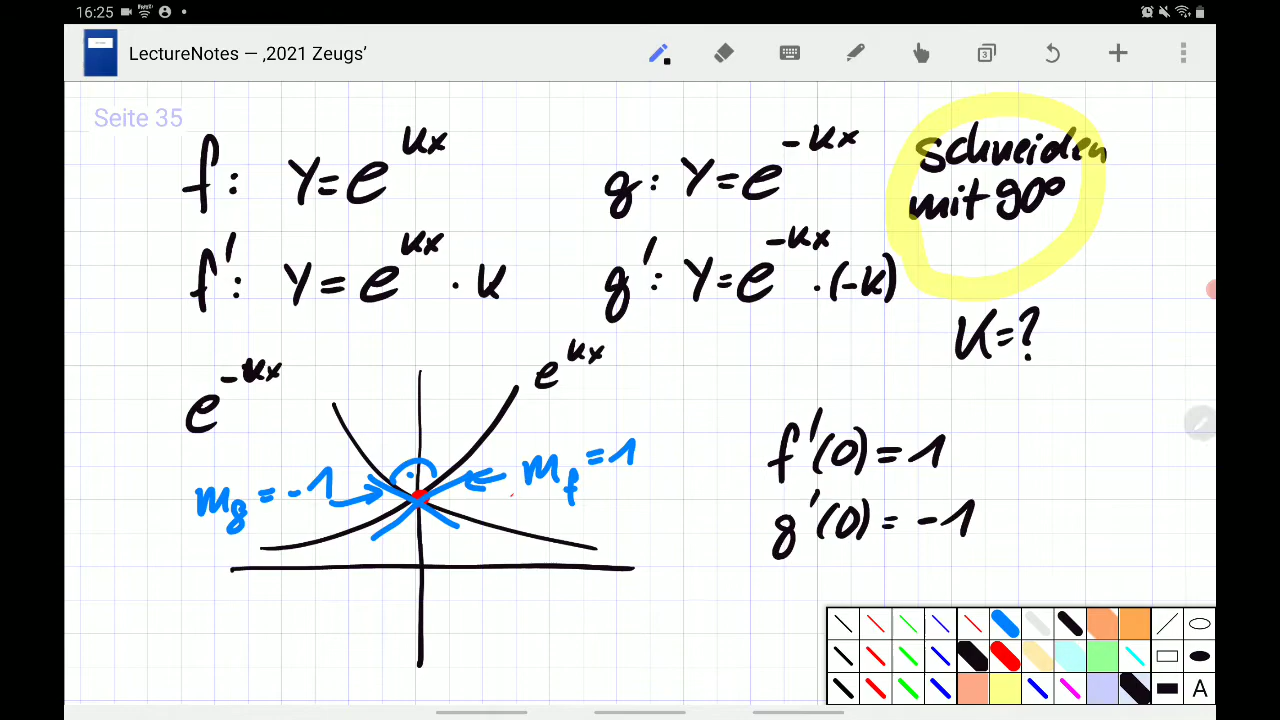 16:25
LectureNotes — ‚2021 Zeugs’
3
Seite 35
f: y=e^kx
g: y=e^-kx
schneiden
mit 90°
f': y=e^kx · k
g': y=e^-kx ·(-k)
k=?
e^-kx
e^kx
f'(0)=1
m_g=-1
m_f=1
g'(0)=-1
A